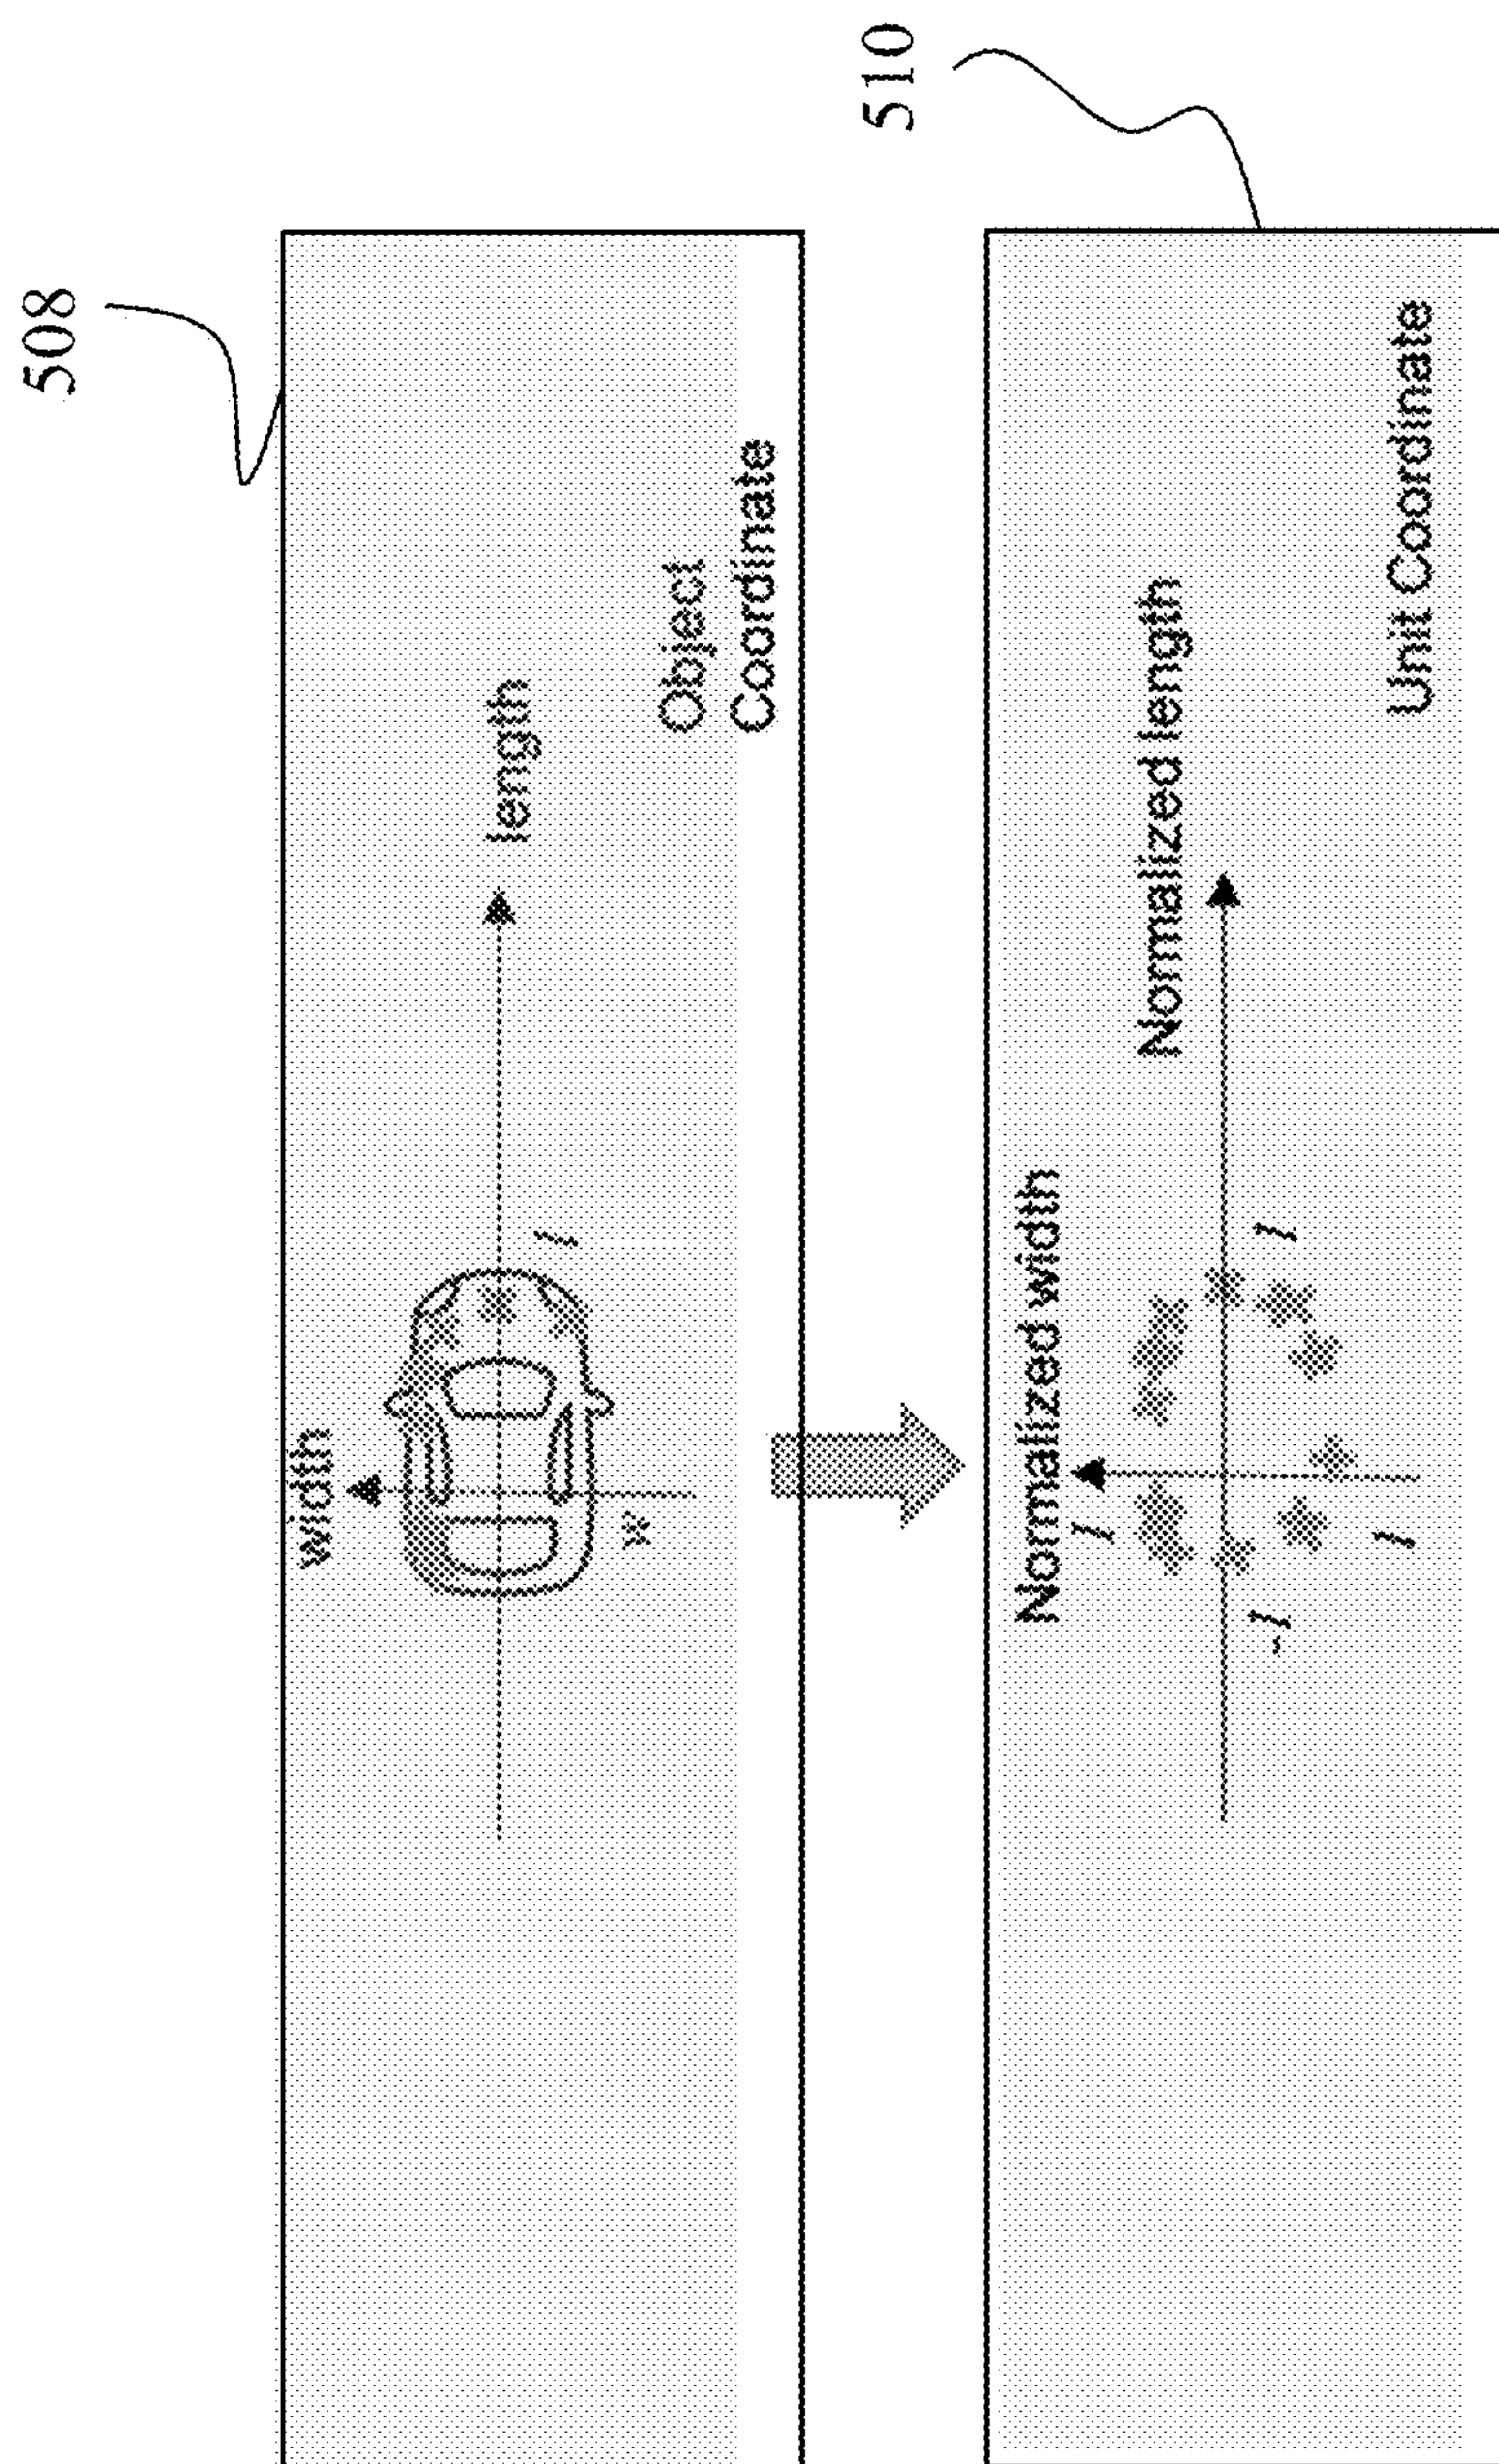 508
width
length
l
w
Object
Coordinate
510
Normalized width
1
Normalized length
-1
1
1
Unit Coordinate